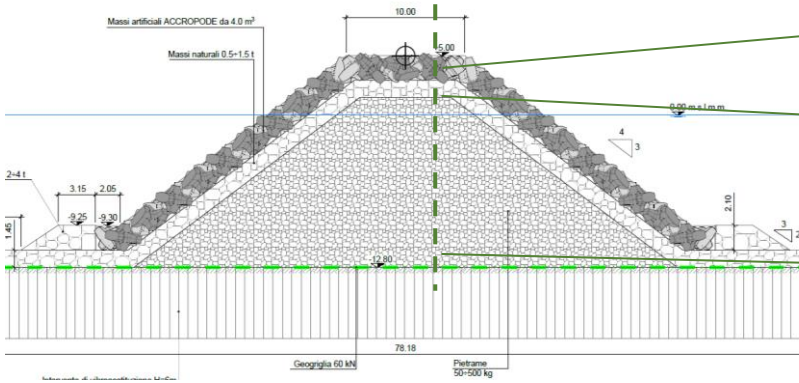 10.00
Massi artificiali ACCROPODE da 4.0 m³
Massi naturali 0.5÷1.5 t
5.00
0.00 m s.l.m.m.
4
3
2÷4 t
3.15
2.05
-9.25
-9.30
2.10
3
2
1.45
-12.80
78.18
Geogriglia 60 kN
Pietrame
50÷500 kg